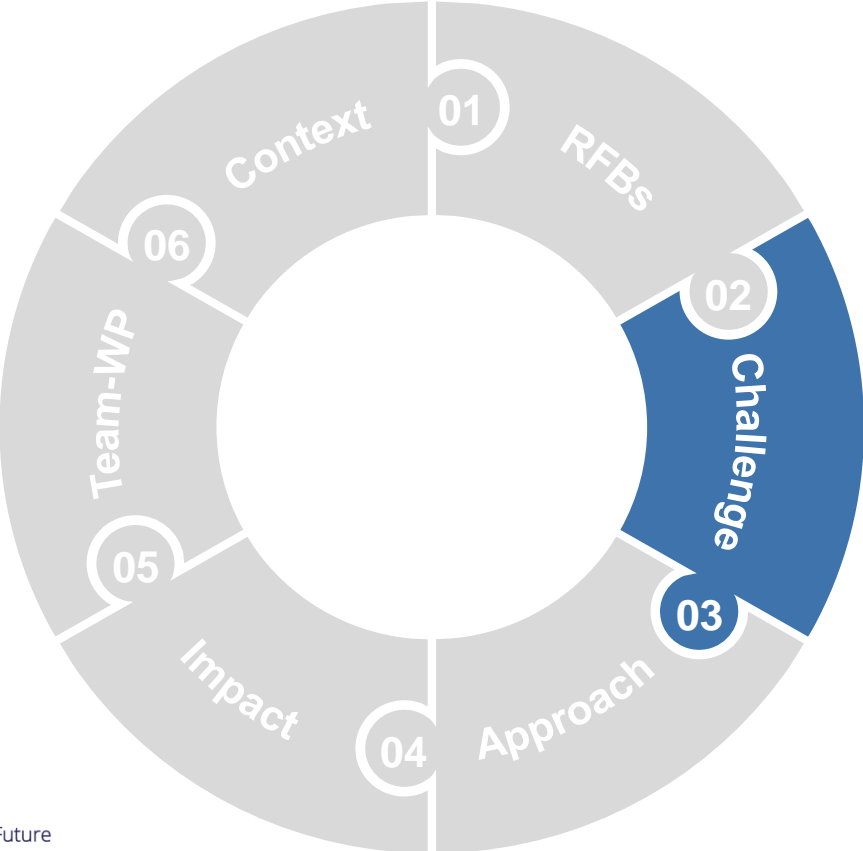 Context
01
RFBs
02
Challenge
03
Approach
04
Impact
05
Team-WP
06
Future